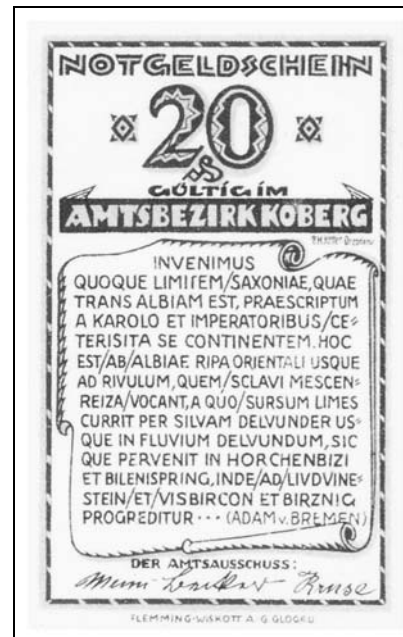 NOTGELDSCHEIN
20
GÜLTIG IM
AMTSBEZIRK KOBERG
INVENIMUS
QUOQUE LIMITEM/SAXONIAE, QUAE
TRANS ALBIAM EST, PRAESCRIPTUM
A KAROLO ET IMPERATORIBUS/CE=
TERISITA SE CONTINENTEM. HOC
EST/AB/ALBIAE RIPA ORIENTALI USQUE
AD RIVULUM, QUEM/SCLAVI MESCEN=
REIZA/VOCANT, A QUO/SURSUM LIMES
CURRIT PER SILVAM DELVUNDER US=
QUE IN FLUVIUM DELVUNDUM, SIC
QUE PERVENIT IN HORCHENBIZI
ET BILENISPRING, INDE/AD/LIVDVINE=
STEIN/ET/VISBIRCON ET BIRZNIG
PROGREDITUR ··· (ADAM v. BREMEN)
DER AMTSAUSSCHUSS:
Becker Kruse
FLEMMING-WISKOTT A.G. GLOGAU